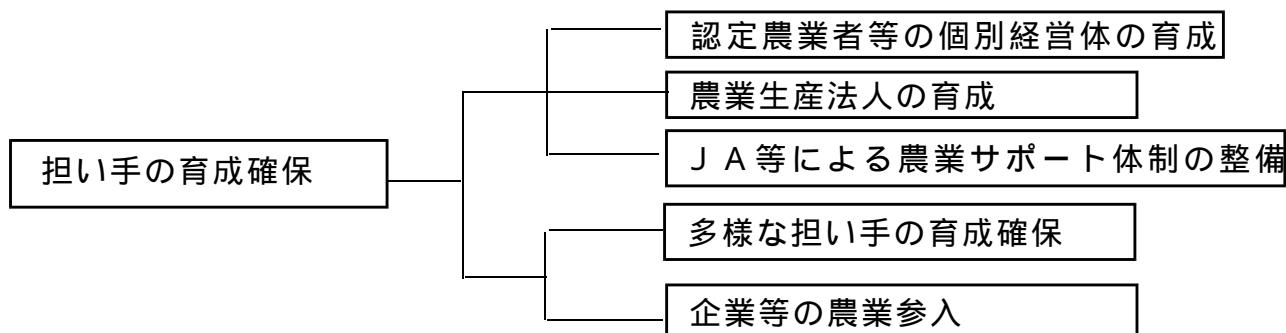 認定農業者等の個別経営体の育成
農業生産法人の育成
担い手の育成確保
ＪＡ等による農業サポート体制の整備
多様な担い手の育成確保
企業等の農業参入